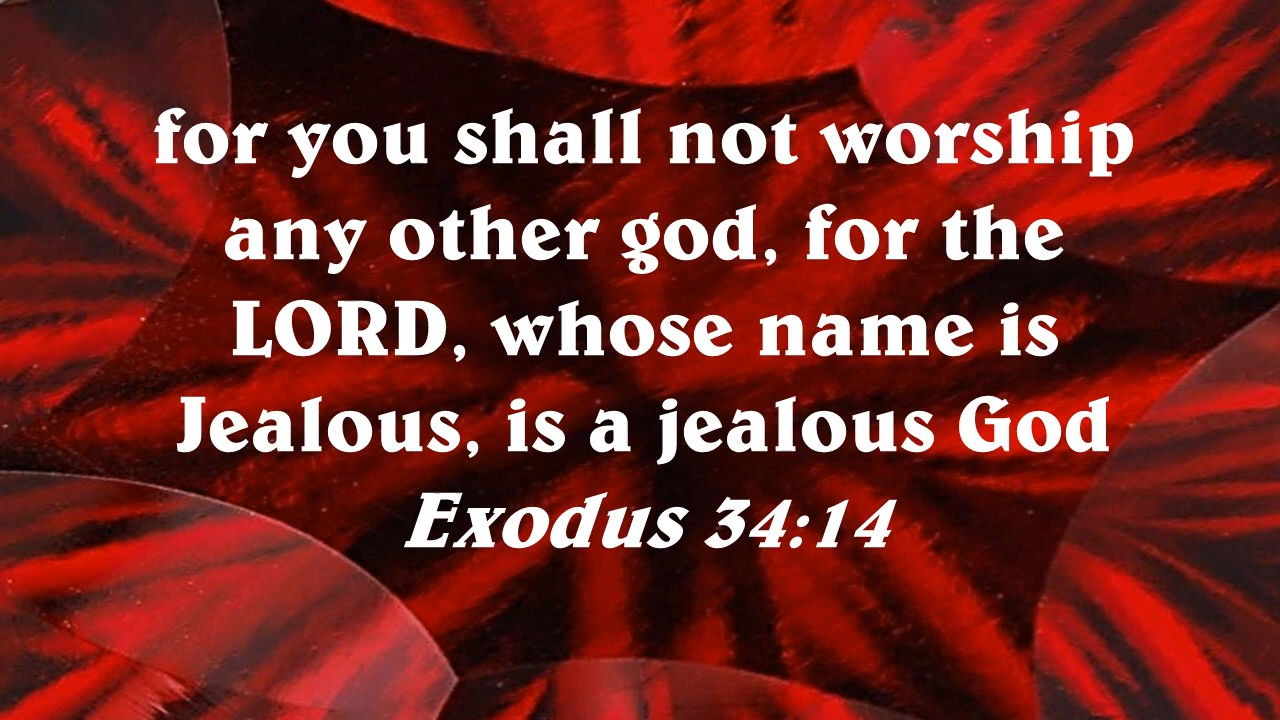 for you shall not worship
any other god, for the
LORD, whose name is
Jealous, is a jealous God
Exodus 34:14